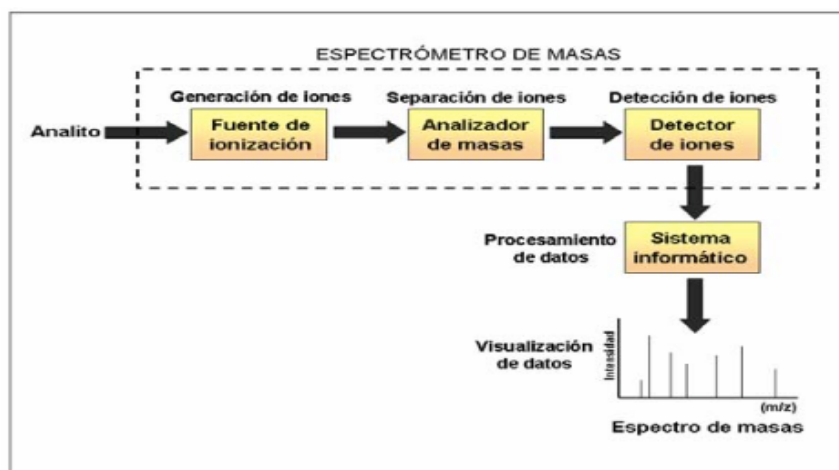 ESPECTRÓMETRO DE MASAS
Generación de iones
Separación de iones
Detección de iones
Analito
Fuente de
ionización
Analizador
de masas
Detector
de iones
Procesamiento
de datos
Sistema
informático
Visualización
de datos
Intensidad
(m/z)
Espectro de masas